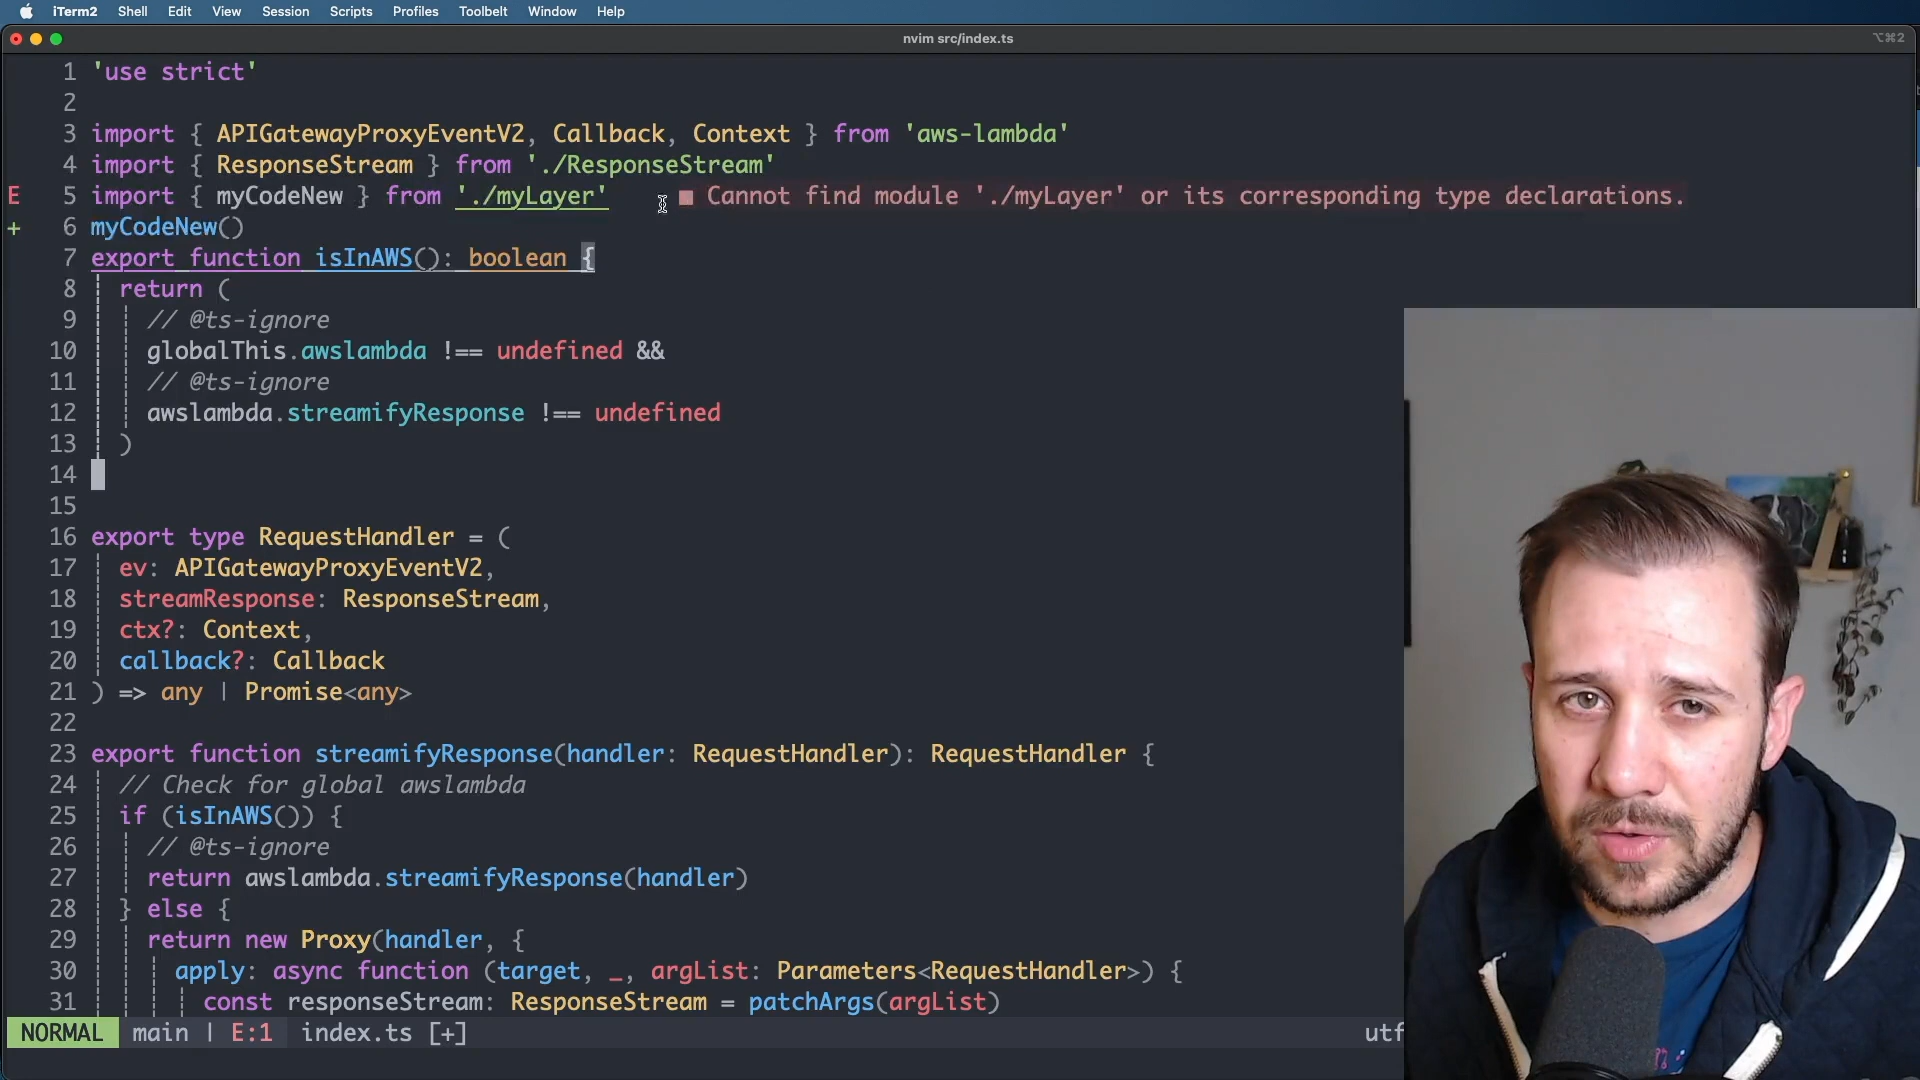 iTerm2 Shell Edit View Session Scripts Profiles Toolbelt Window Help
nvim src/index.ts ⌥⌘2
1 'use strict'
2
3 import { APIGatewayProxyEventV2, Callback, Context } from 'aws-lambda'
4 import { ResponseStream } from './ResponseStream'
E 5 import { myCodeNew } from './myLayer' ■ Cannot find module './myLayer' or its corresponding type declarations.
+ 6 myCodeNew()
7 export function isInAWS(): boolean {
8 return (
9 // @ts-ignore
10 globalThis.awslambda !== undefined &&
11 // @ts-ignore
12 awslambda.streamifyResponse !== undefined
13 )
14
15
16 export type RequestHandler = (
17 ev: APIGatewayProxyEventV2,
18 streamResponse: ResponseStream,
19 ctx?: Context,
20 callback?: Callback
21 ) => any | Promise<any>
22
23 export function streamifyResponse(handler: RequestHandler): RequestHandler {
24 // Check for global awslambda
25 if (isInAWS()) {
26 // @ts-ignore
27 return awslambda.streamifyResponse(handler)
28 } else {
29 return new Proxy(handler, {
30 apply: async function (target, _, argList: Parameters<RequestHandler>) {
31 const responseStream: ResponseStream = patchArgs(argList)
NORMAL main | E:1 index.ts [+] utf